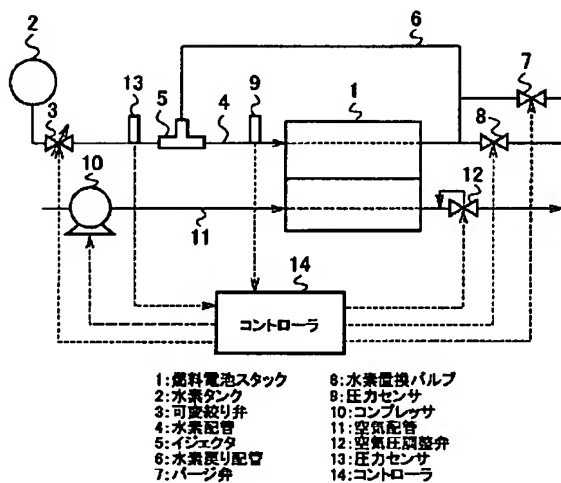 2
6
13
9
7
3
5
4
1
8
10
12
11
14
コントローラ
1:燃料電池スタック
2:水素タンク
3:可変絞り弁
4:水素配管
5:イジェクタ
6:水素戻り配管
7:パージ弁
8:水素置換バルブ
9:圧力センサ
10:コンプレッサ
11:空気配管
12:空気圧調整弁
13:圧力センサ
14:コントローラ